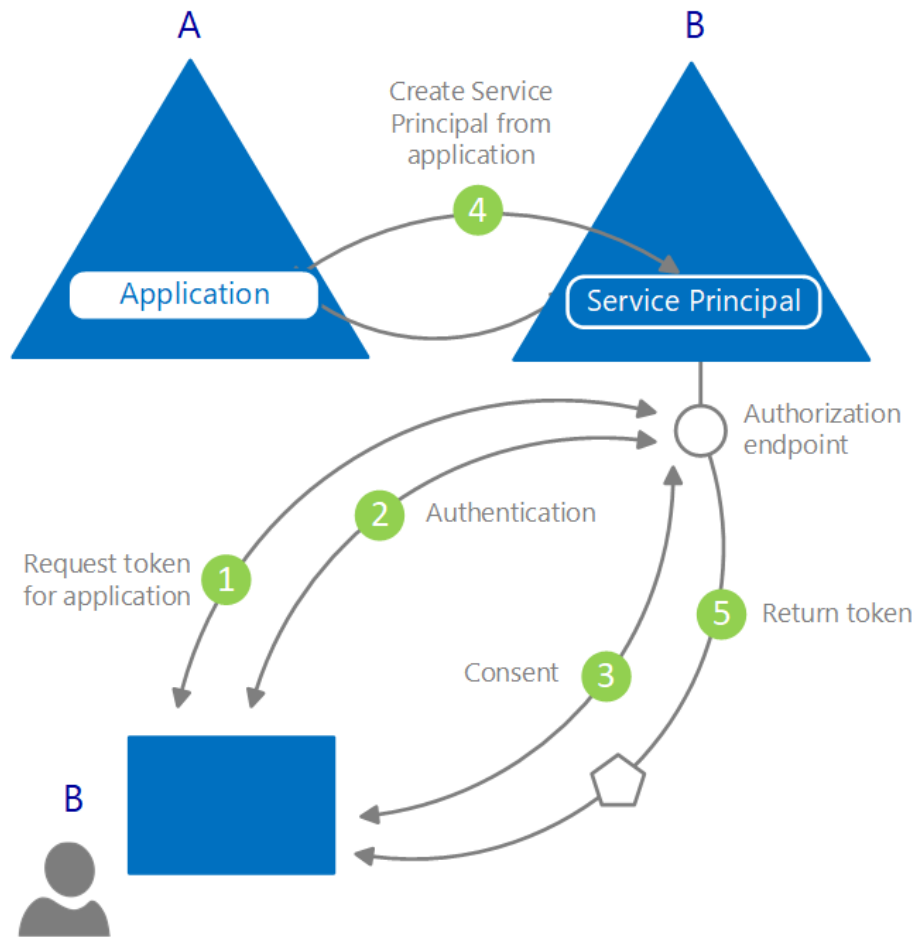 A
B
Create Service
Principal from
application
4
Application
Service Principal
Authorization
endpoint
2
Authentication
Request token
for application
1
5
Return token
Consent
3
B